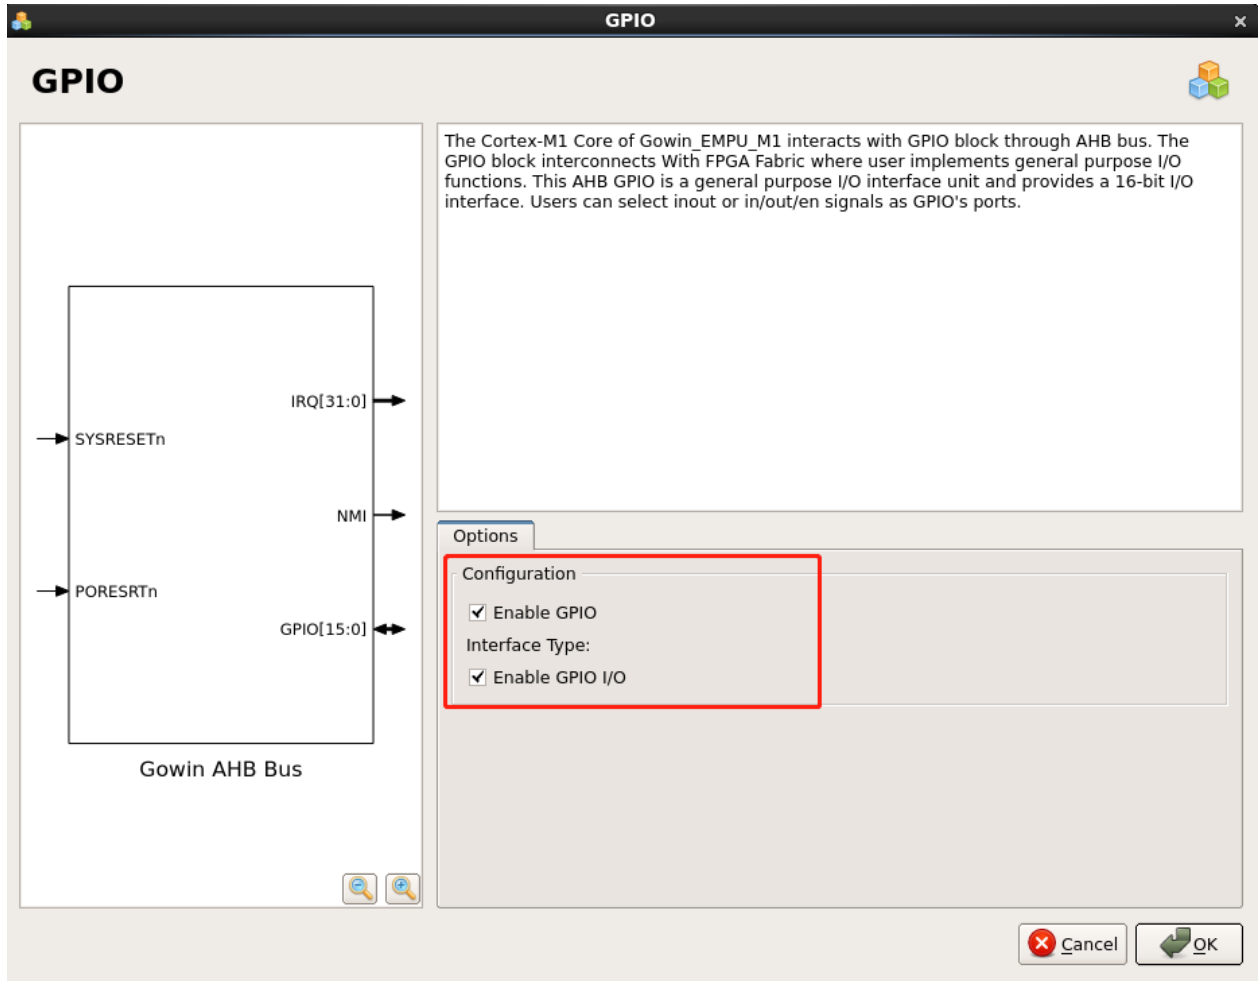 GPIO
GPIO
The Cortex-M1 Core of Gowin_EMPU_M1 interacts with GPIO block through AHB bus. The
GPIO block interconnects With FPGA Fabric where user implements general purpose I/O
functions. This AHB GPIO is a general purpose I/O interface unit and provides a 16-bit I/O
interface. Users can select inout or in/out/en signals as GPIO's ports.
IRQ[31:0]
SYSRESETn
NMI
PORESRTn
GPIO[15:0]
Gowin AHB Bus
Options
Configuration
Enable GPIO
Interface Type:
Enable GPIO I/O
Cancel
OK